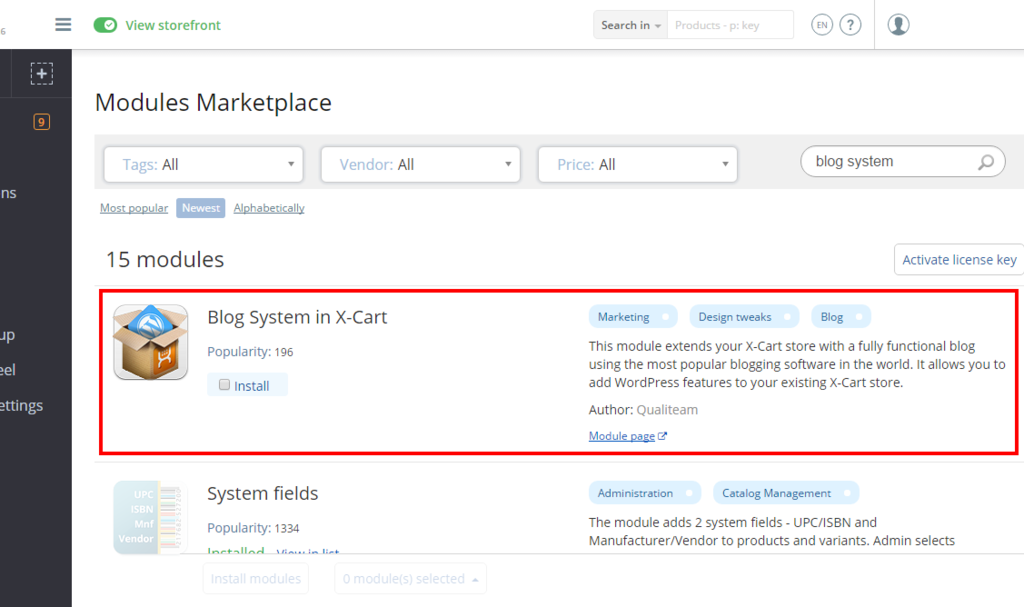 6
View storefront
Search in
Products - p: key
EN
?
9
Modules Marketplace
Tags: All
Vendor: All
Price: All
blog system
ns
Most popular
Newest
Alphabetically
15 modules
Activate license key
Blog System in X-Cart
Marketing
Design tweaks
Blog
up
Popularity: 196
This module extends your X-Cart store with a fully functional blog
using the most popular blogging software in the world. It allows you to
add WordPress features to your existing X-Cart store.
eel
Install
ettings
Author: Qualiteam
Module page
System fields
Popularity: 1334
Installed View in list
UPC
ISBN
Mnf
Vendor
Administration
Catalog Management
The module adds 2 system fields - UPC/ISBN and
Manufacturer/Vendor to products and variants. Admin selects
Install modules
0 module(s) selected